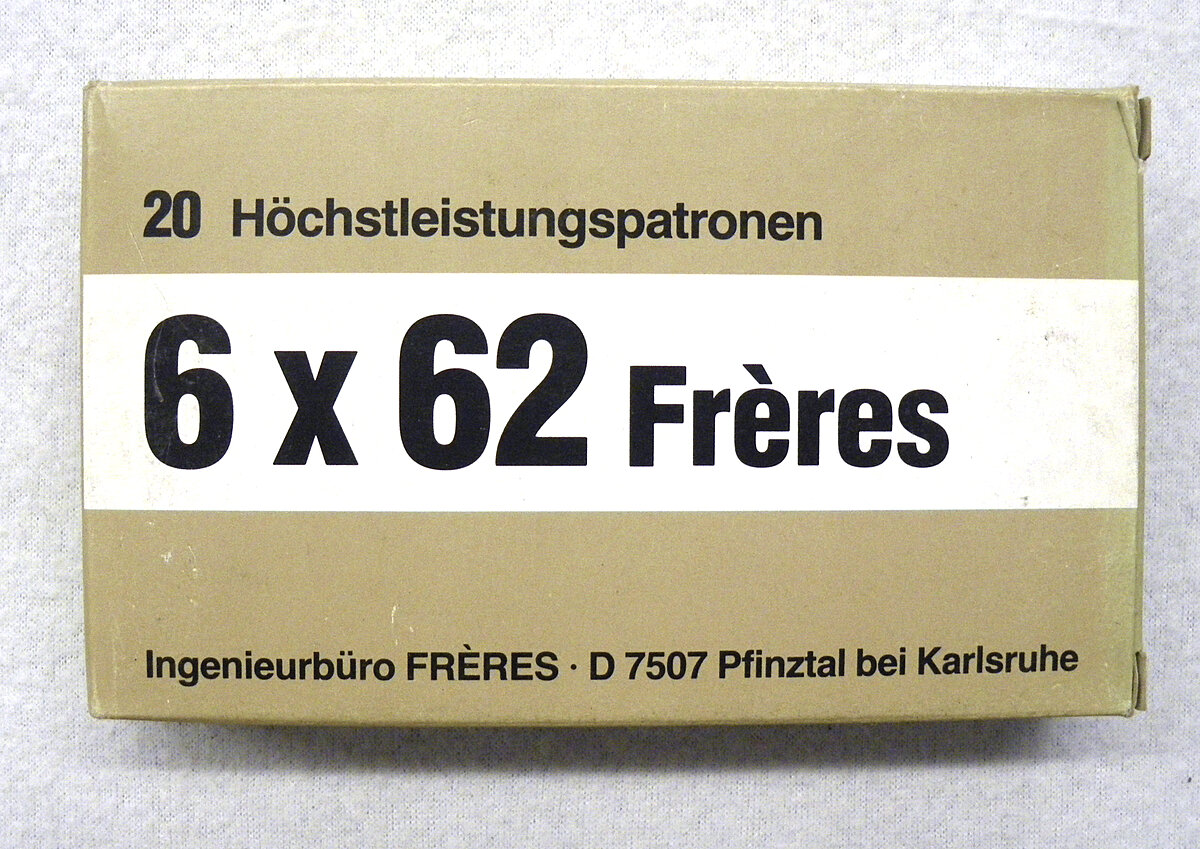 20 Höchstleistungspatronen
6 x 62 Frères
Ingenieurbüro FRÈRES · D 7507 Pfinztal bei Karlsruhe